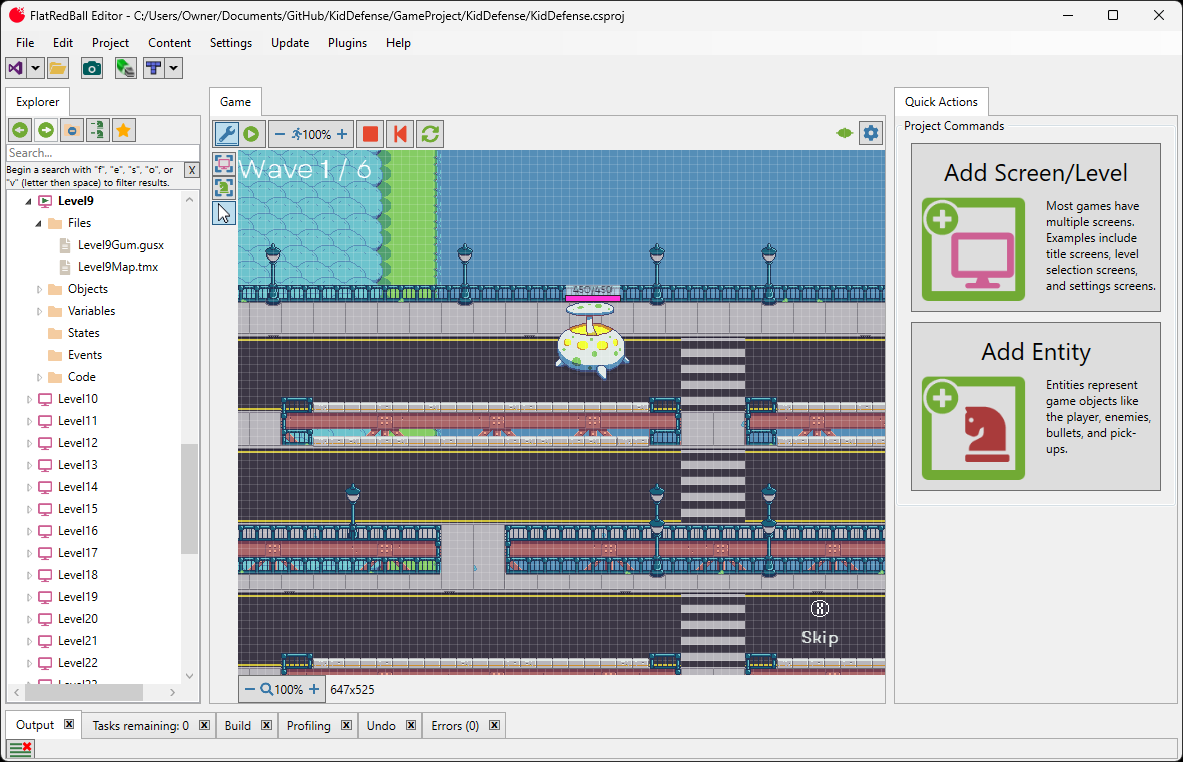 FlatRedBall Editor - C:/Users/Owner/Documents/GitHub/KidDefense/GameProject/KidDefense/KidDefense.csproj
File Edit Project Content Settings Update Plugins Help
Explorer
Search...
Begin a search with "f", "e", "s", "o", or
"v" (letter then space) to filter results.
X
Level9
Files
Level9Gum.gusx
Level9Map.tmx
Objects
Variables
States
Events
Code
Level10
Level11
Level12
Level13
Level14
Level15
Level16
Level17
Level18
Level19
Level20
Level21
Level22
Level23
Game
100%
Wave 1 / 6
450/450
X
Skip
100% 647x525
Quick Actions
Project Commands
Add Screen/Level
Most games have
multiple screens.
Examples include
title screens, level
selection screens,
and settings screens.
Add Entity
Entities represent
game objects like
the player, enemies,
bullets, and pick-
ups.
Output Tasks remaining: 0 Build Profiling Undo Errors (0)